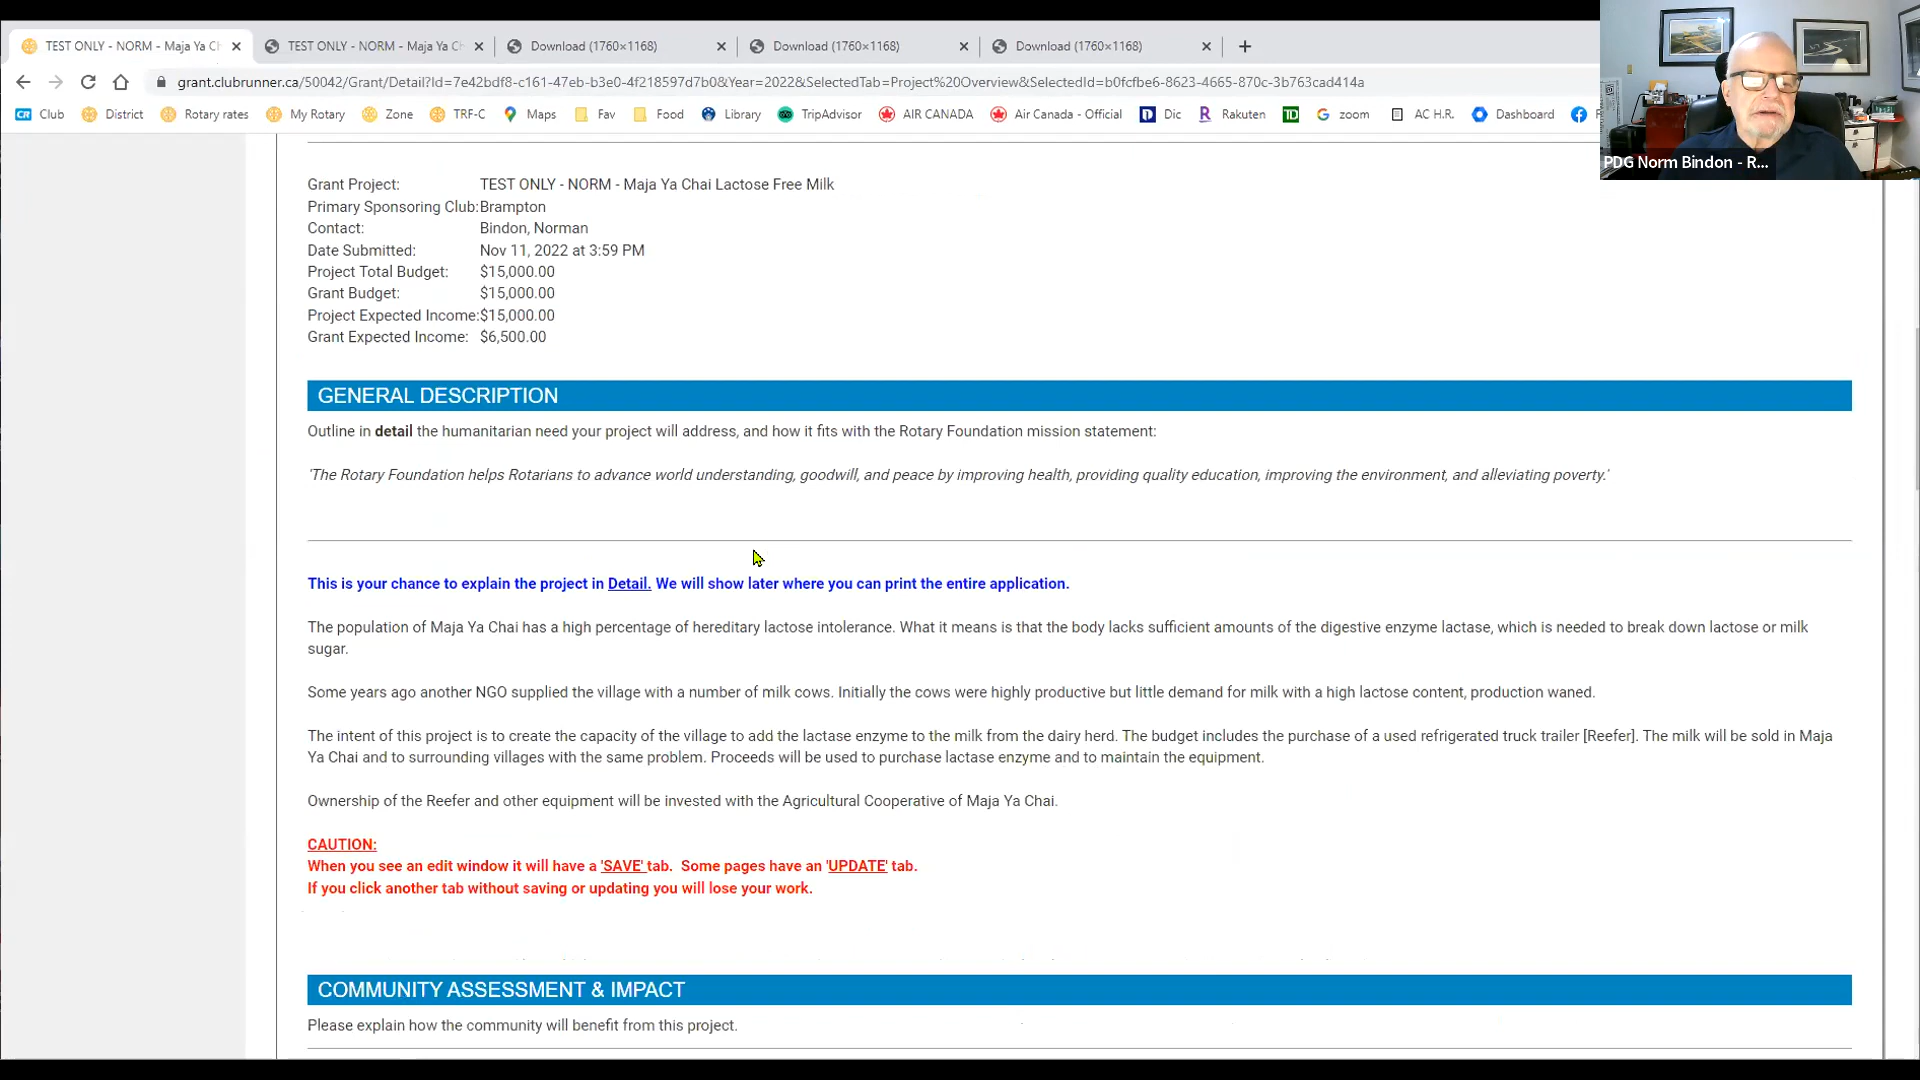 TEST ONLY - NORM - Maja Ya C
TEST ONLY - NORM - Maja Ya C
Download (1760×1168)
Download (1760×1168)
Download (1760×1168)
grant.clubrunner.ca/50042/Grant/Detail?Id=7e42bdf8-c161-47eb-b3e0-4f218597d7b0&Year=2022&SelectedTab=Project%20Overview&SelectedId=b0fcfbe6-8623-4665-870c-3b763cad414a
CR Club District Rotary rates My Rotary Zone TRF-C Maps Fav Food Library TripAdvisor AIR CANADA Air Canada - Official Dic R Rakuten TD G zoom AC H.R. Dashboard
PDG Norm Bindon - R...
Grant Project: TEST ONLY - NORM - Maja Ya Chai Lactose Free Milk
Primary Sponsoring Club: Brampton
Contact: Bindon, Norman
Date Submitted: Nov 11, 2022 at 3:59 PM
Project Total Budget: $15,000.00
Grant Budget: $15,000.00
Project Expected Income: $15,000.00
Grant Expected Income: $6,500.00
GENERAL DESCRIPTION
Outline in detail the humanitarian need your project will address, and how it fits with the Rotary Foundation mission statement:
'The Rotary Foundation helps Rotarians to advance world understanding, goodwill, and peace by improving health, providing quality education, improving the environment, and alleviating poverty.'
This is your chance to explain the project in Detail. We will show later where you can print the entire application.
The population of Maja Ya Chai has a high percentage of hereditary lactose intolerance. What it means is that the body lacks sufficient amounts of the digestive enzyme lactase, which is needed to break down lactose or milk
sugar.
Some years ago another NGO supplied the village with a number of milk cows. Initially the cows were highly productive but little demand for milk with a high lactose content, production waned.
The intent of this project is to create the capacity of the village to add the lactase enzyme to the milk from the dairy herd. The budget includes the purchase of a used refrigerated truck trailer [Reefer]. The milk will be sold in Maja
Ya Chai and to surrounding villages with the same problem. Proceeds will be used to purchase lactase enzyme and to maintain the equipment.
Ownership of the Reefer and other equipment will be invested with the Agricultural Cooperative of Maja Ya Chai.
CAUTION:
When you see an edit window it will have a 'SAVE' tab. Some pages have an 'UPDATE' tab.
If you click another tab without saving or updating you will lose your work.
COMMUNITY ASSESSMENT & IMPACT
Please explain how the community will benefit from this project.